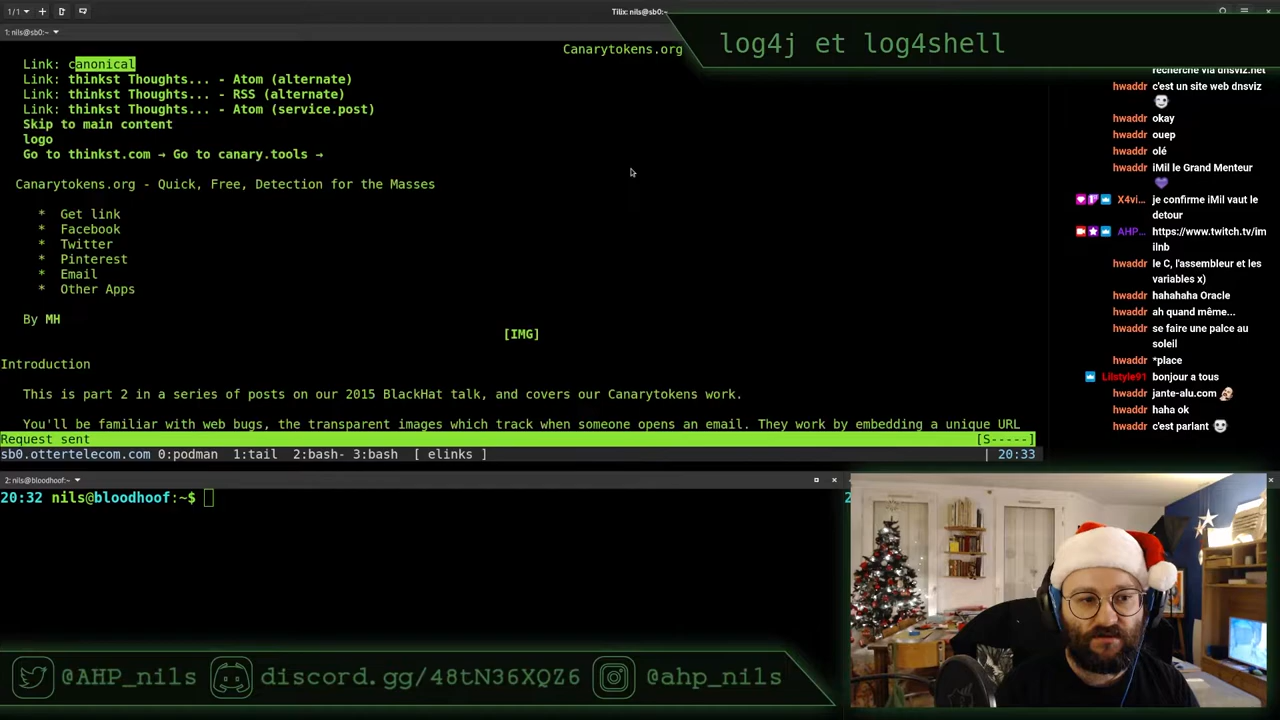 1/1
Tilix: nils@sb0:~
1: nils@sb0:~
log4j et log4shell
Canarytokens.org
Link: canonical
Link: thinkst Thoughts... - Atom (alternate)
Link: thinkst Thoughts... - RSS (alternate)
Link: thinkst Thoughts... - Atom (service.post)
Skip to main content
logo
Go to thinkst.com → Go to canary.tools →
Canarytokens.org - Quick, Free, Detection for the Masses
* Get link
* Facebook
* Twitter
* Pinterest
* Email
* Other Apps
By MH
[IMG]
Introduction
This is part 2 in a series of posts on our 2015 BlackHat talk, and covers our Canarytokens work.
You'll be familiar with web bugs, the transparent images which track when someone opens an email. They work by embedding a unique URL
Request sent [S-----]
sb0.ottertelecom.com 0:podman 1:tail 2:bash- 3:bash [ elinks ] | 20:33
recherche via dnsviz.net
hwaddr c'est un site web dnsviz
hwaddr okay
hwaddr ouep
hwaddr olé
hwaddr iMil le Grand Menteur
X4vi... je confirme iMil vaut le
detour
AHP... https://www.twitch.tv/im
ilnb
hwaddr le C, l'assembleur et les
variables x)
hwaddr hahahaha Oracle
hwaddr ah quand même...
hwaddr se faire une palce au
soleil
hwaddr *place
Lilstyle91 bonjour a tous
hwaddr jante-alu.com
hwaddr haha ok
hwaddr c'est parlant
2: nils@bloodhoof:~
20:32 nils@bloodhoof:~$
@AHP_nils discord.gg/48tN36XQZ6 @ahp_nils